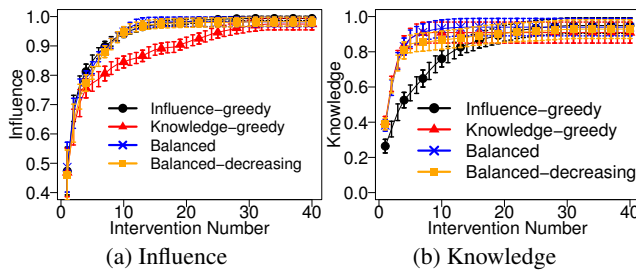 1.0
0.9
0.8
0.7
0.6
0.5
0.4
Influence
Influence−greedy
Knowledge−greedy
Balanced
Balanced−decreasing
0 10 20 30 40
Intervention Number
(a) Influence
1.0
0.8
0.6
0.4
0.2
0.0
Knowledge
Influence−greedy
Knowledge−greedy
Balanced
Balanced−decreasing
0 10 20 30 40
Intervention Number
(b) Knowledge